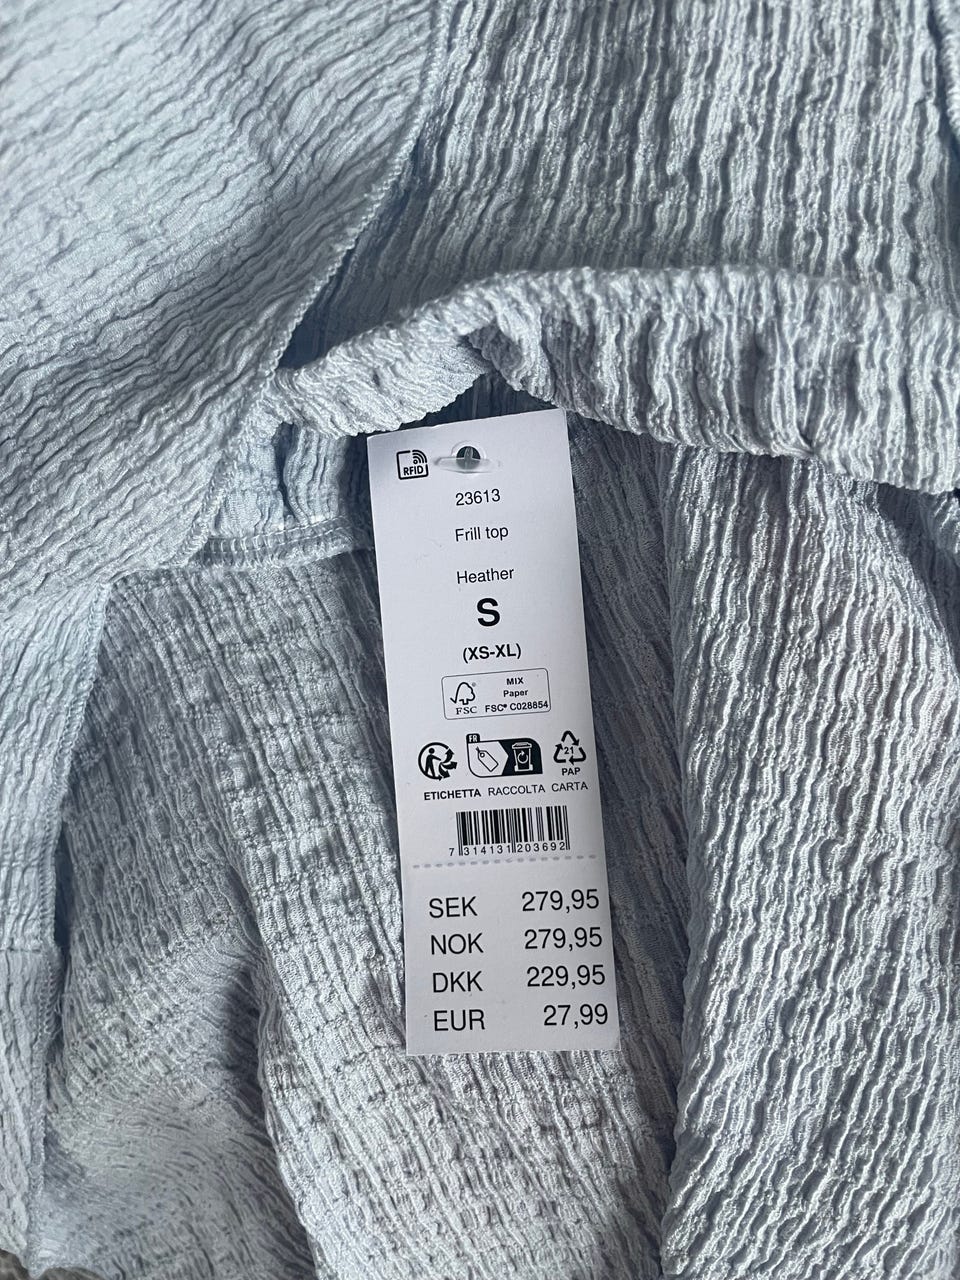 RFID
23613
Frill top
Heather
S
(XS-XL)
MIX
Paper
FSC® C028854
FSC
FR
21
PAP
ETICHETTA RACCOLTA CARTA
7 314131 203692
SEK 279,95
NOK 279,95
DKK 229,95
EUR 27,99